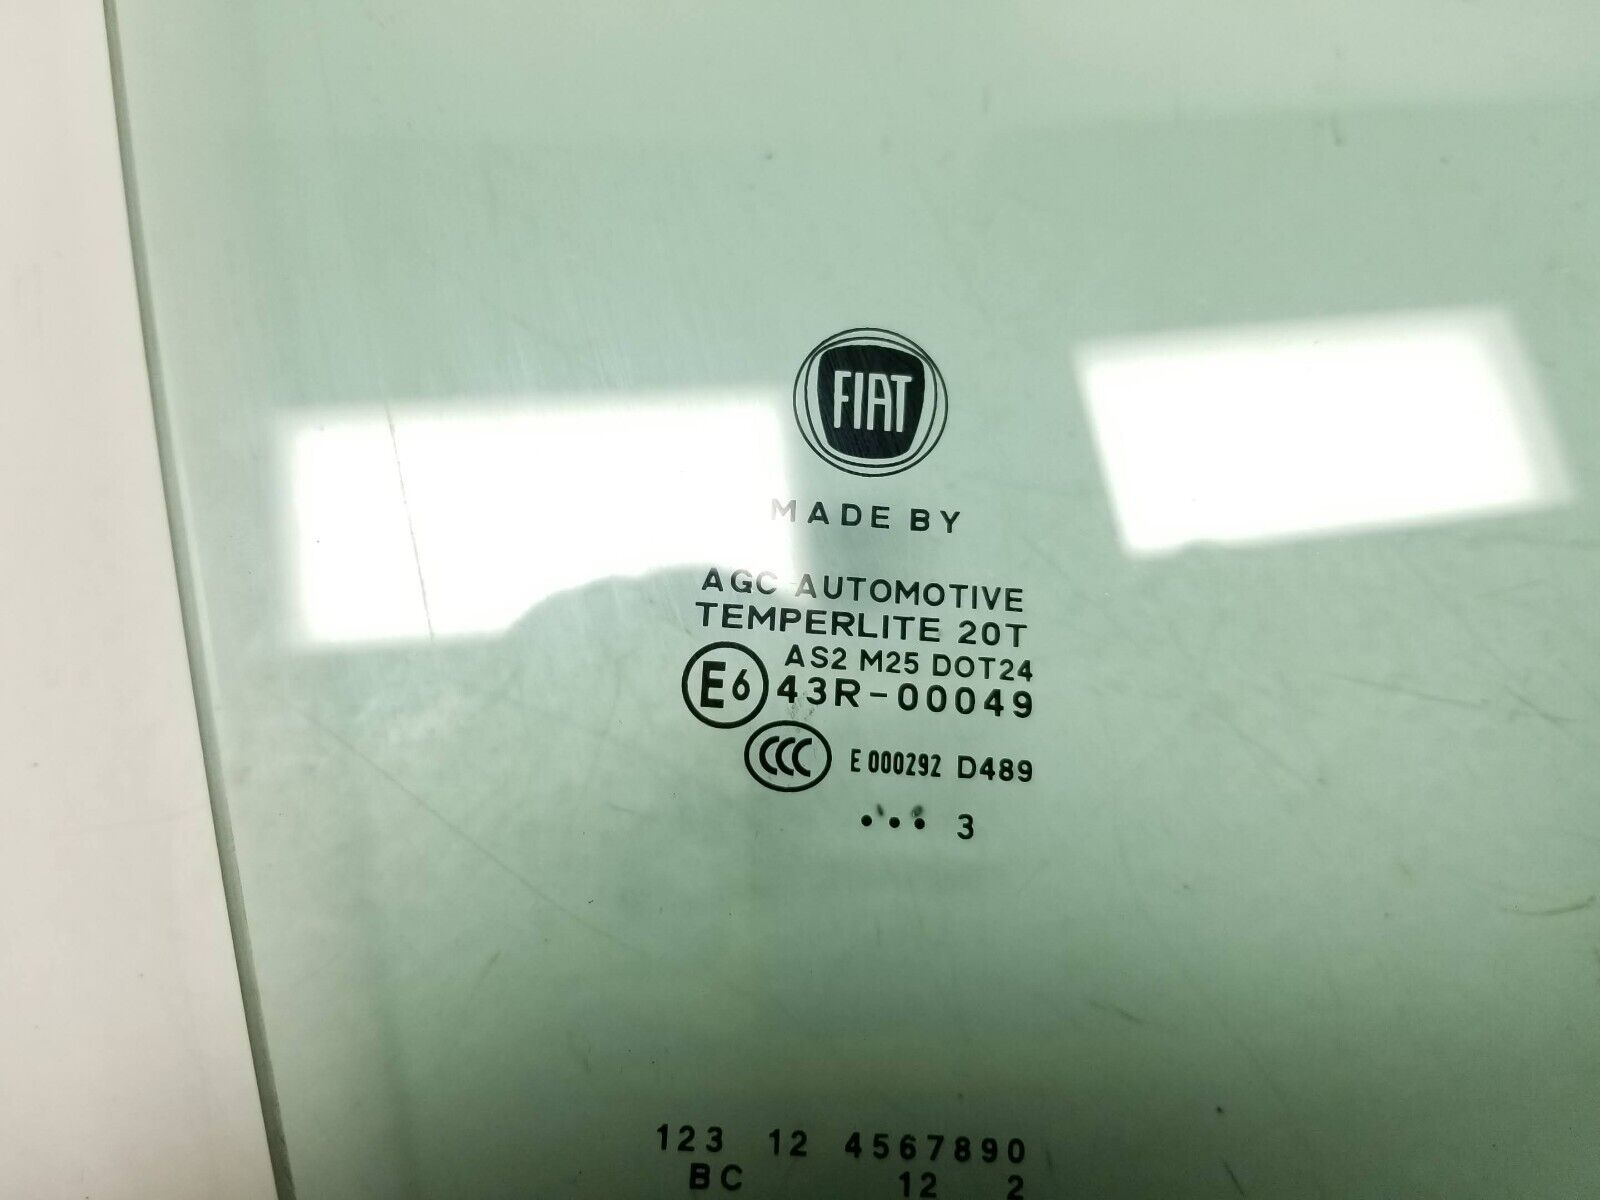 FIAT
MADE BY
AGC AUTOMOTIVE
TEMPERLITE 20T
AS2 M25 DOT24
E6 43R-00049
CCC E 000292 D489
... 3
123 12 4567890
BC 12 2